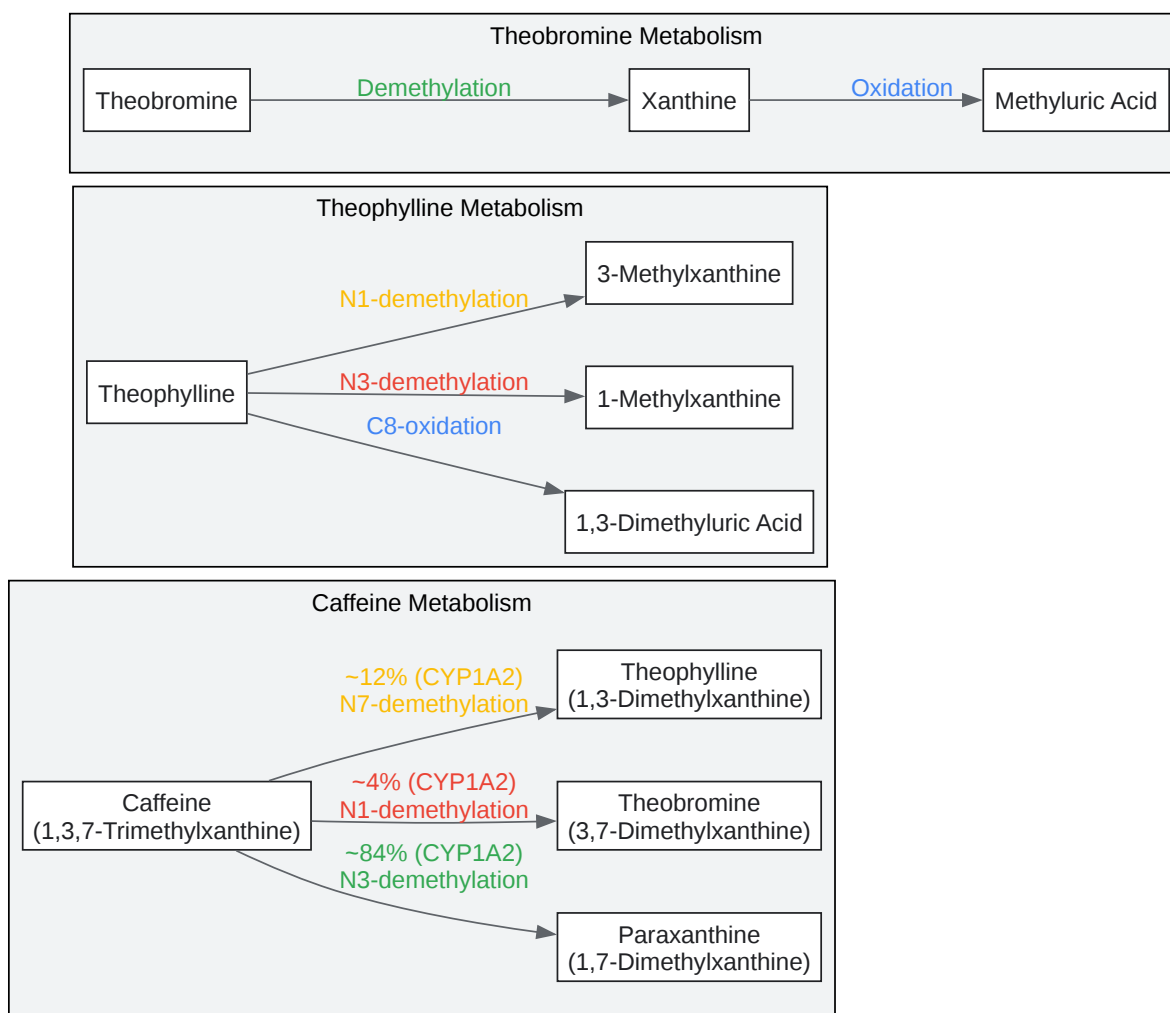 Theobromine Metabolism
Theobromine
Demethylation
Xanthine
Oxidation
Methyluric Acid
Theophylline Metabolism
3-Methylxanthine
N1-demethylation
Theophylline
N3-demethylation
1-Methylxanthine
C8-oxidation
1,3-Dimethyluric Acid
Caffeine Metabolism
~12% (CYP1A2)
N7-demethylation
Theophylline
(1,3-Dimethylxanthine)
Caffeine
(1,3,7-Trimethylxanthine)
~4% (CYP1A2)
N1-demethylation
Theobromine
(3,7-Dimethylxanthine)
~84% (CYP1A2)
N3-demethylation
Paraxanthine
(1,7-Dimethylxanthine)